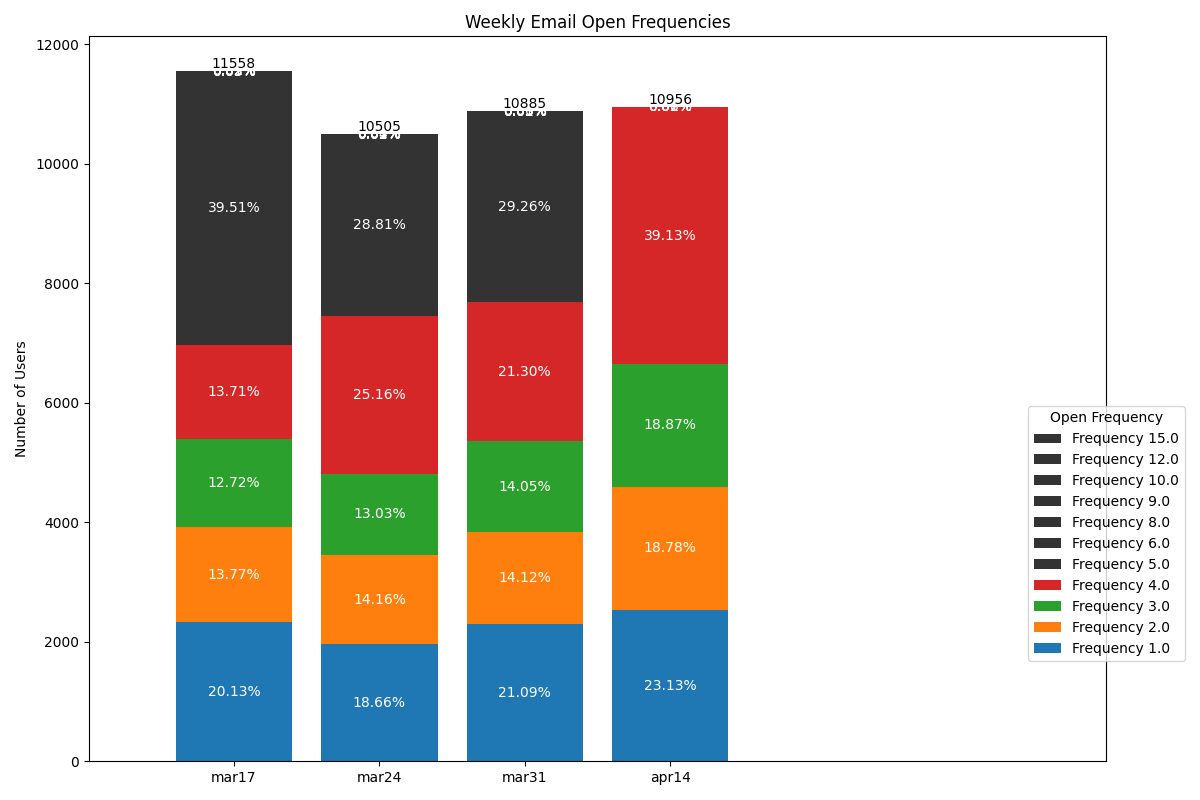 Weekly Email Open Frequencies
Number of Users
12000
10000
8000
6000
4000
2000
0
11558
39.51%
13.71%
12.72%
13.77%
20.13%
mar17
10505
28.81%
25.16%
13.03%
14.16%
18.66%
mar24
10885
29.26%
21.30%
14.05%
14.12%
21.09%
mar31
10956
39.13%
18.87%
18.78%
23.13%
apr14
Open Frequency
Frequency 15.0
Frequency 12.0
Frequency 10.0
Frequency 9.0
Frequency 8.0
Frequency 6.0
Frequency 5.0
Frequency 4.0
Frequency 3.0
Frequency 2.0
Frequency 1.0